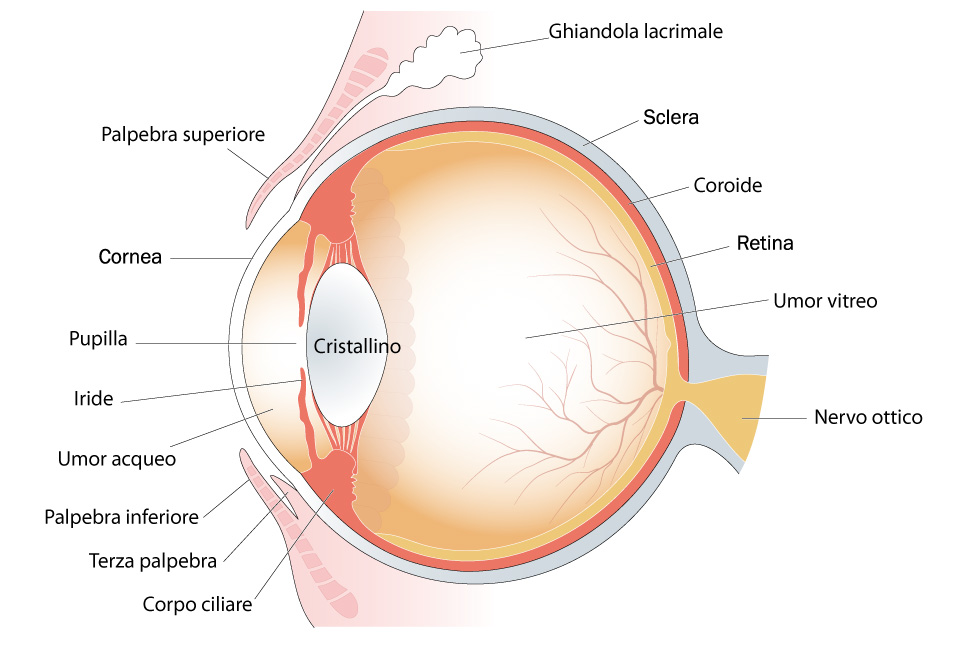 Ghiandola lacrimale
Sclera
Palpebra superiore
Coroide
Retina
Cornea
Umor vitreo
Pupilla
Cristallino
Iride
Nervo ottico
Umor acqueo
Palpebra inferiore
Terza palpebra
Corpo ciliare